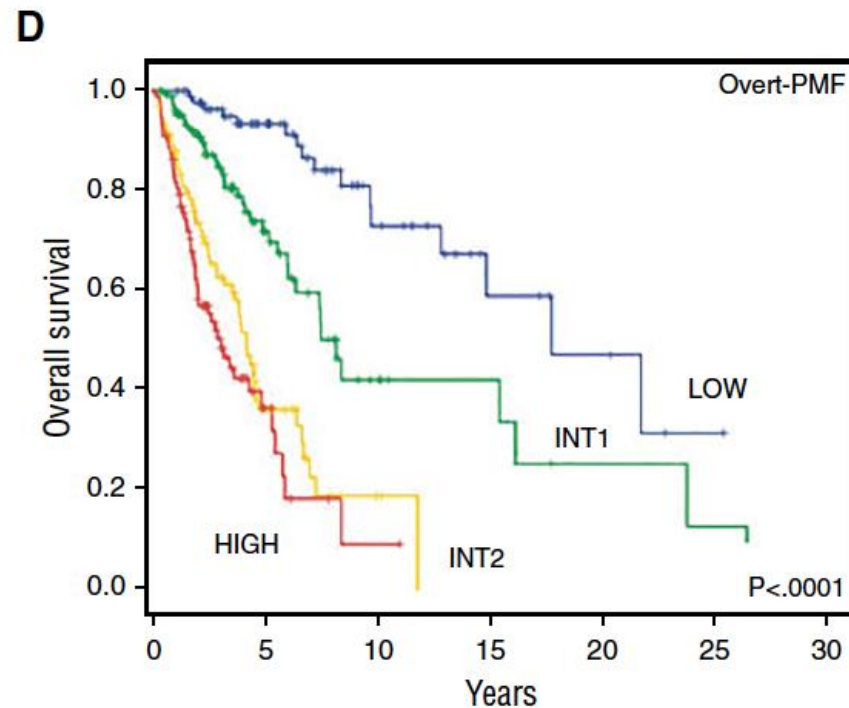 D
Overt-PMF
1.0
0.8
0.6
0.4
0.2
0.0
Overall survival
LOW
INT1
HIGH
INT2
P<.0001
0 5 10 15 20 25 30
Years